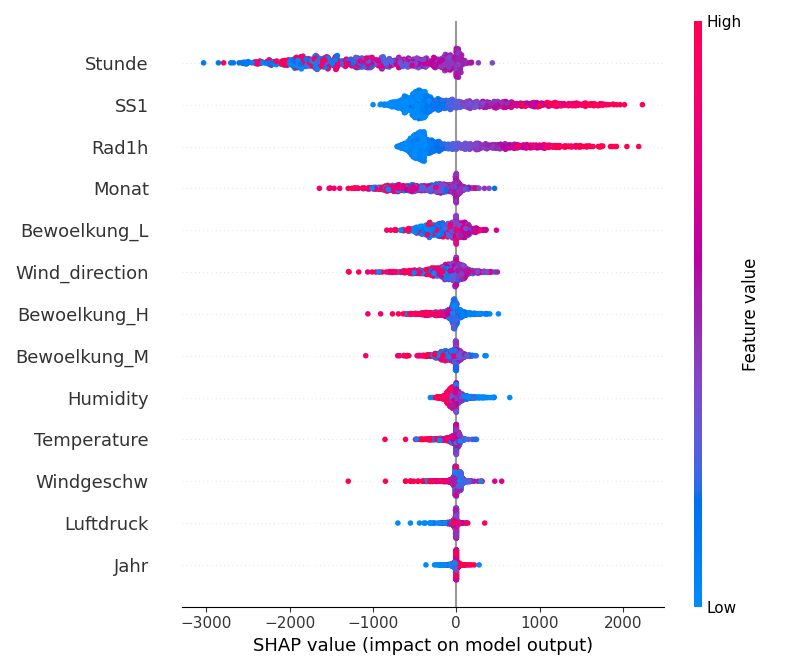 High
Stunde
SS1
Rad1h
Monat
Bewoelkung_L
Wind_direction
Bewoelkung_H
Bewoelkung_M
Humidity
Temperature
Windgeschw
Luftdruck
Jahr
Feature value
Low
−3000 −2000 −1000 0 1000 2000
SHAP value (impact on model output)